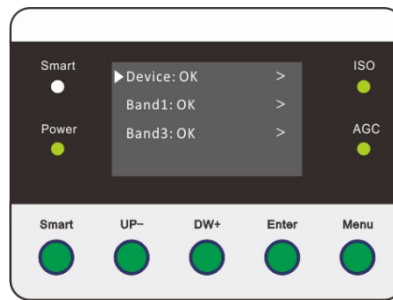 Smart
Power
▶Device: OK >
Band1: OK >
Band3: OK >
ISO
AGC
Smart UP− DW+ Enter Menu